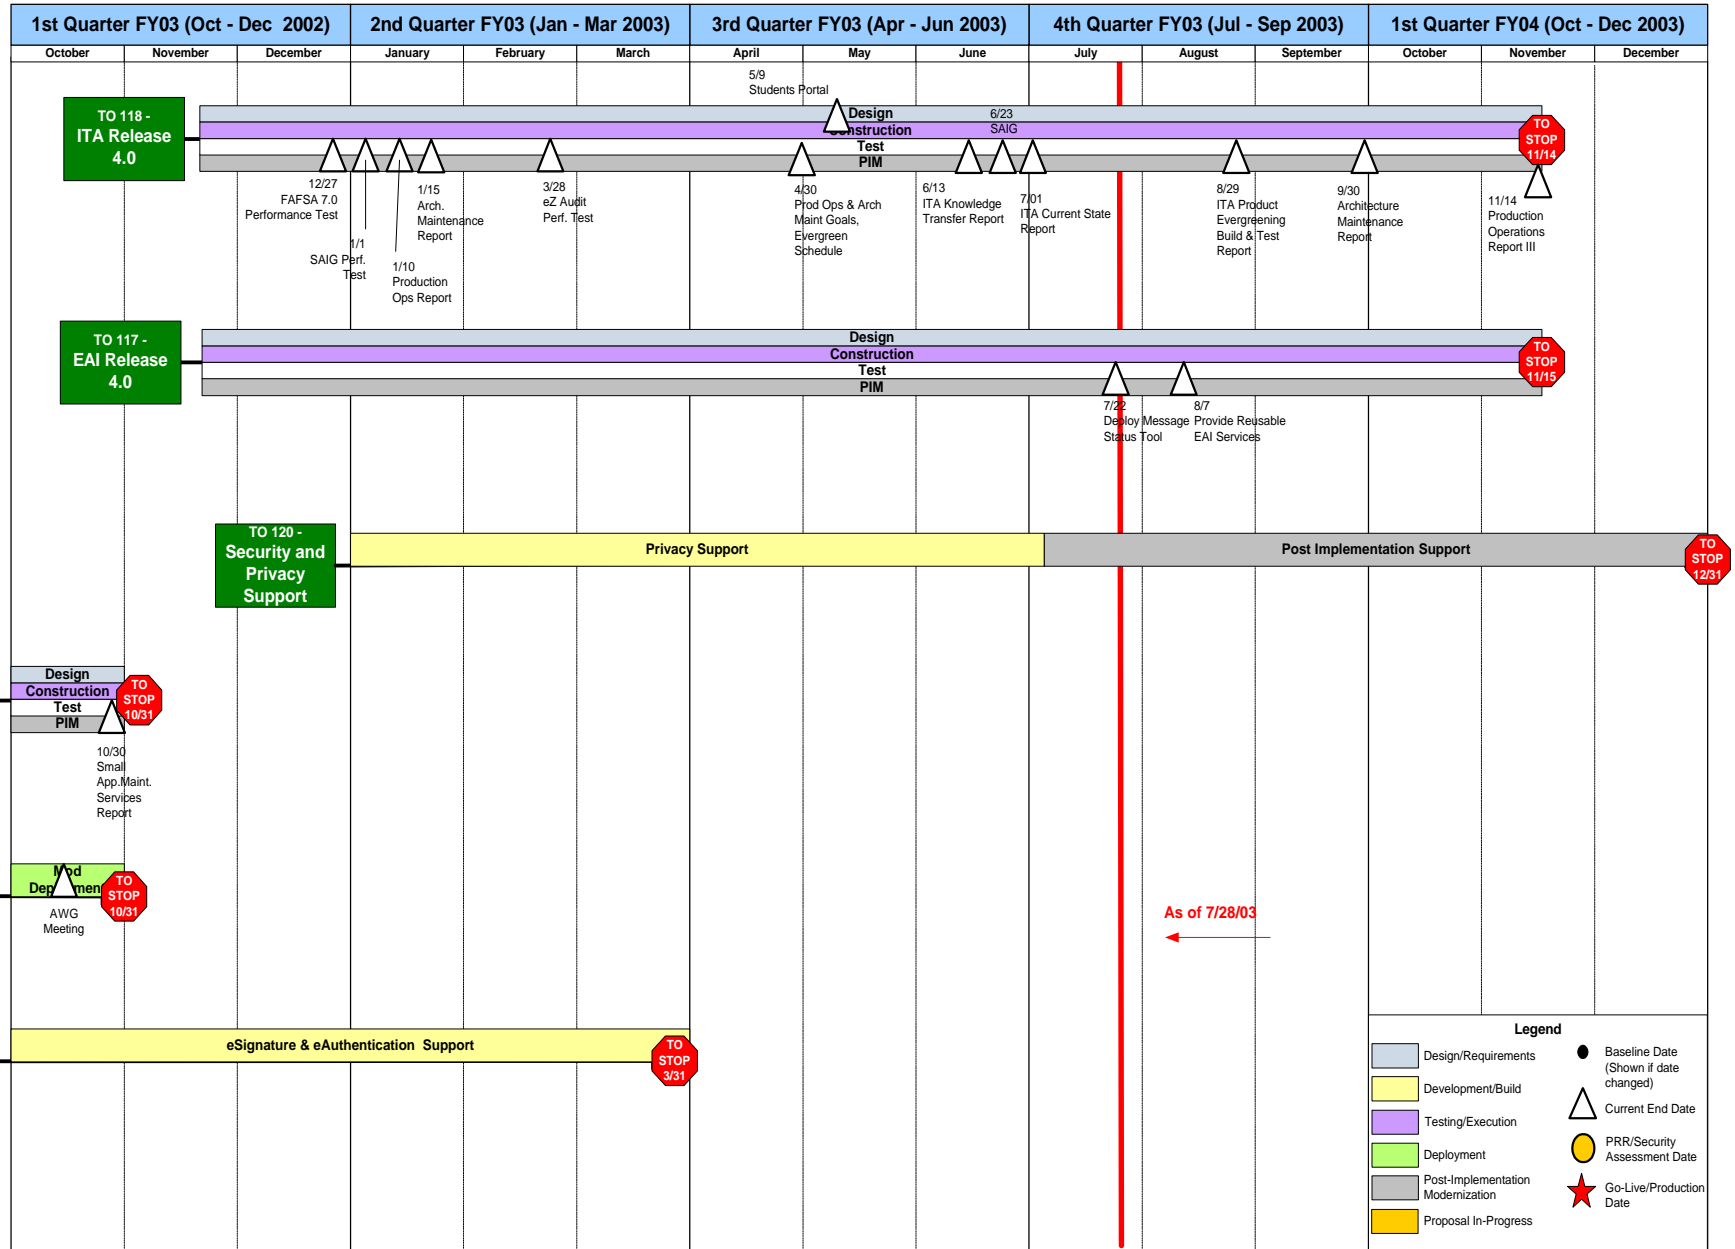 1st Quarter FY03 (Oct - Dec  2002)
2nd Quarter FY03 (Jan - Mar 2003)
3rd Quarter FY03 (Apr - Jun 2003)
4th Quarter FY03 (Jul - Sep 2003)
1st Quarter FY04 (Oct - Dec 2003)
October
November
December
January
February
March
April
May
June
July
August
September
October
November
December
TO 118 -
ITA Release
4.0
5/9
Students Portal
Design
Construction
Test
PIM
6/23
SAIG
TO
STOP
11/14
12/27
FAFSA 7.0
Performance Test
1/1
SAIG Perf.
Test
1/10
Production
Ops Report
1/15
Arch.
Maintenance
Report
3/28
eZ Audit
Perf. Test
4/30
Prod Ops & Arch
Maint Goals,
Evergreen
Schedule
6/13
ITA Knowledge
Transfer Report
7/01
ITA Current State
Report
8/29
ITA Product
Evergreening
Build & Test
Report
9/30
Architecture
Maintenance
Report
11/14
Production
Operations
Report III
TO 117 -
EAI Release
4.0
Design
Construction
Test
PIM
TO
STOP
11/15
7/22
Deploy Message
Status Tool
8/7
Provide Reusable
EAI Services
TO 120 -
Security and
Privacy
Support
Privacy Support
Post Implementation Support
TO
STOP
12/31
Design
Construction
Test
PIM
TO
STOP
10/31
10/30
Small
App.Maint.
Services
Report
Mod
Deployment
TO
STOP
10/31
AWG
Meeting
As of 7/28/03
eSignature & eAuthentication  Support
TO
STOP
3/31
Legend
Design/Requirements
Development/Build
Testing/Execution
Deployment
Post-Implementation
Modernization
Proposal In-Progress
Baseline Date
(Shown if date
changed)
Current End Date
PRR/Security
Assessment Date
Go-Live/Production
Date